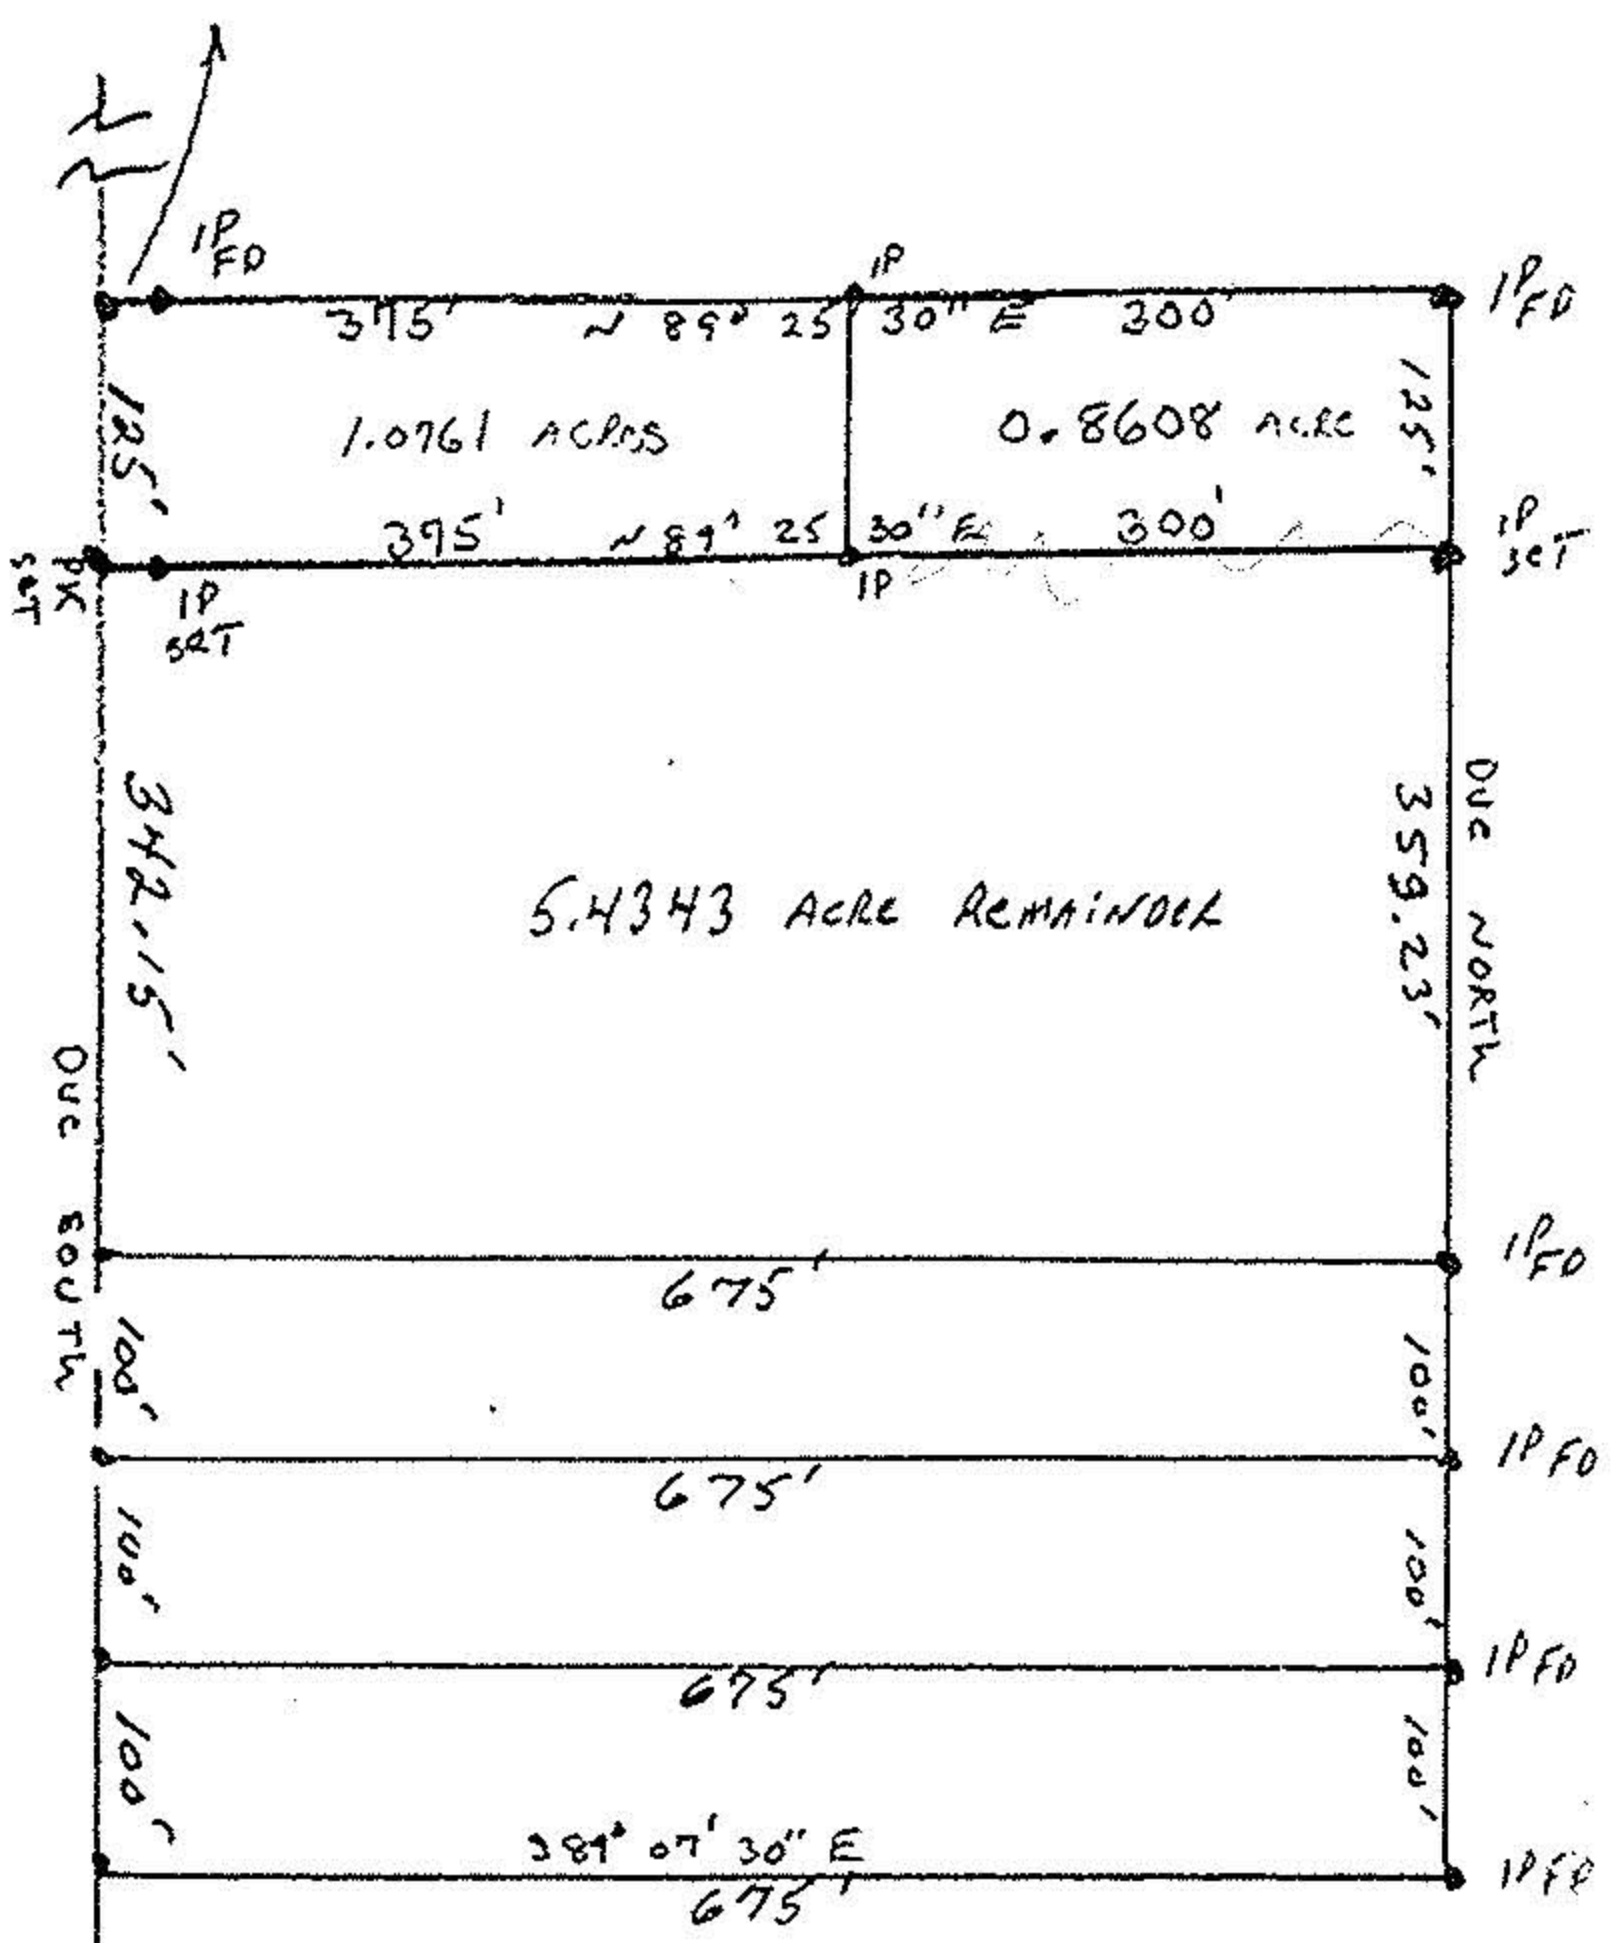 IP FD
IP
IP FD
375' N 89° 25' 30" E 300'
125'
1.0761 ACRES
0.8608 ACRE
125'
375' N 89° 25 30" E 300'
PK SET
IP SET
IP
IP SET
342.15'
DUE SOUTH
5.4343 ACRE REMAINDER
359.23'
DUE NORTH
675'
IP FD
100'
100'
675'
IP FD
100'
100'
675'
IP FD
100'
100'
S 89° 07' 30" E
675'
IP FD